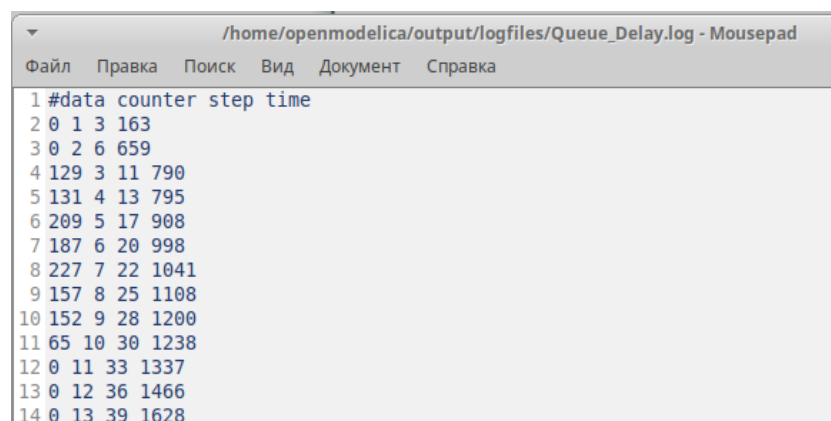 /home/openmodelica/output/logfiles/Queue_Delay.log - Mousepad
Файл Правка Поиск Вид Документ Справка
1 #data counter step time
2 0 1 3 163
3 0 2 6 659
4 129 3 11 790
5 131 4 13 795
6 209 5 17 908
7 187 6 20 998
8 227 7 22 1041
9 157 8 25 1108
10 152 9 28 1200
11 65 10 30 1238
12 0 11 33 1337
13 0 12 36 1466
14 0 13 39 1628